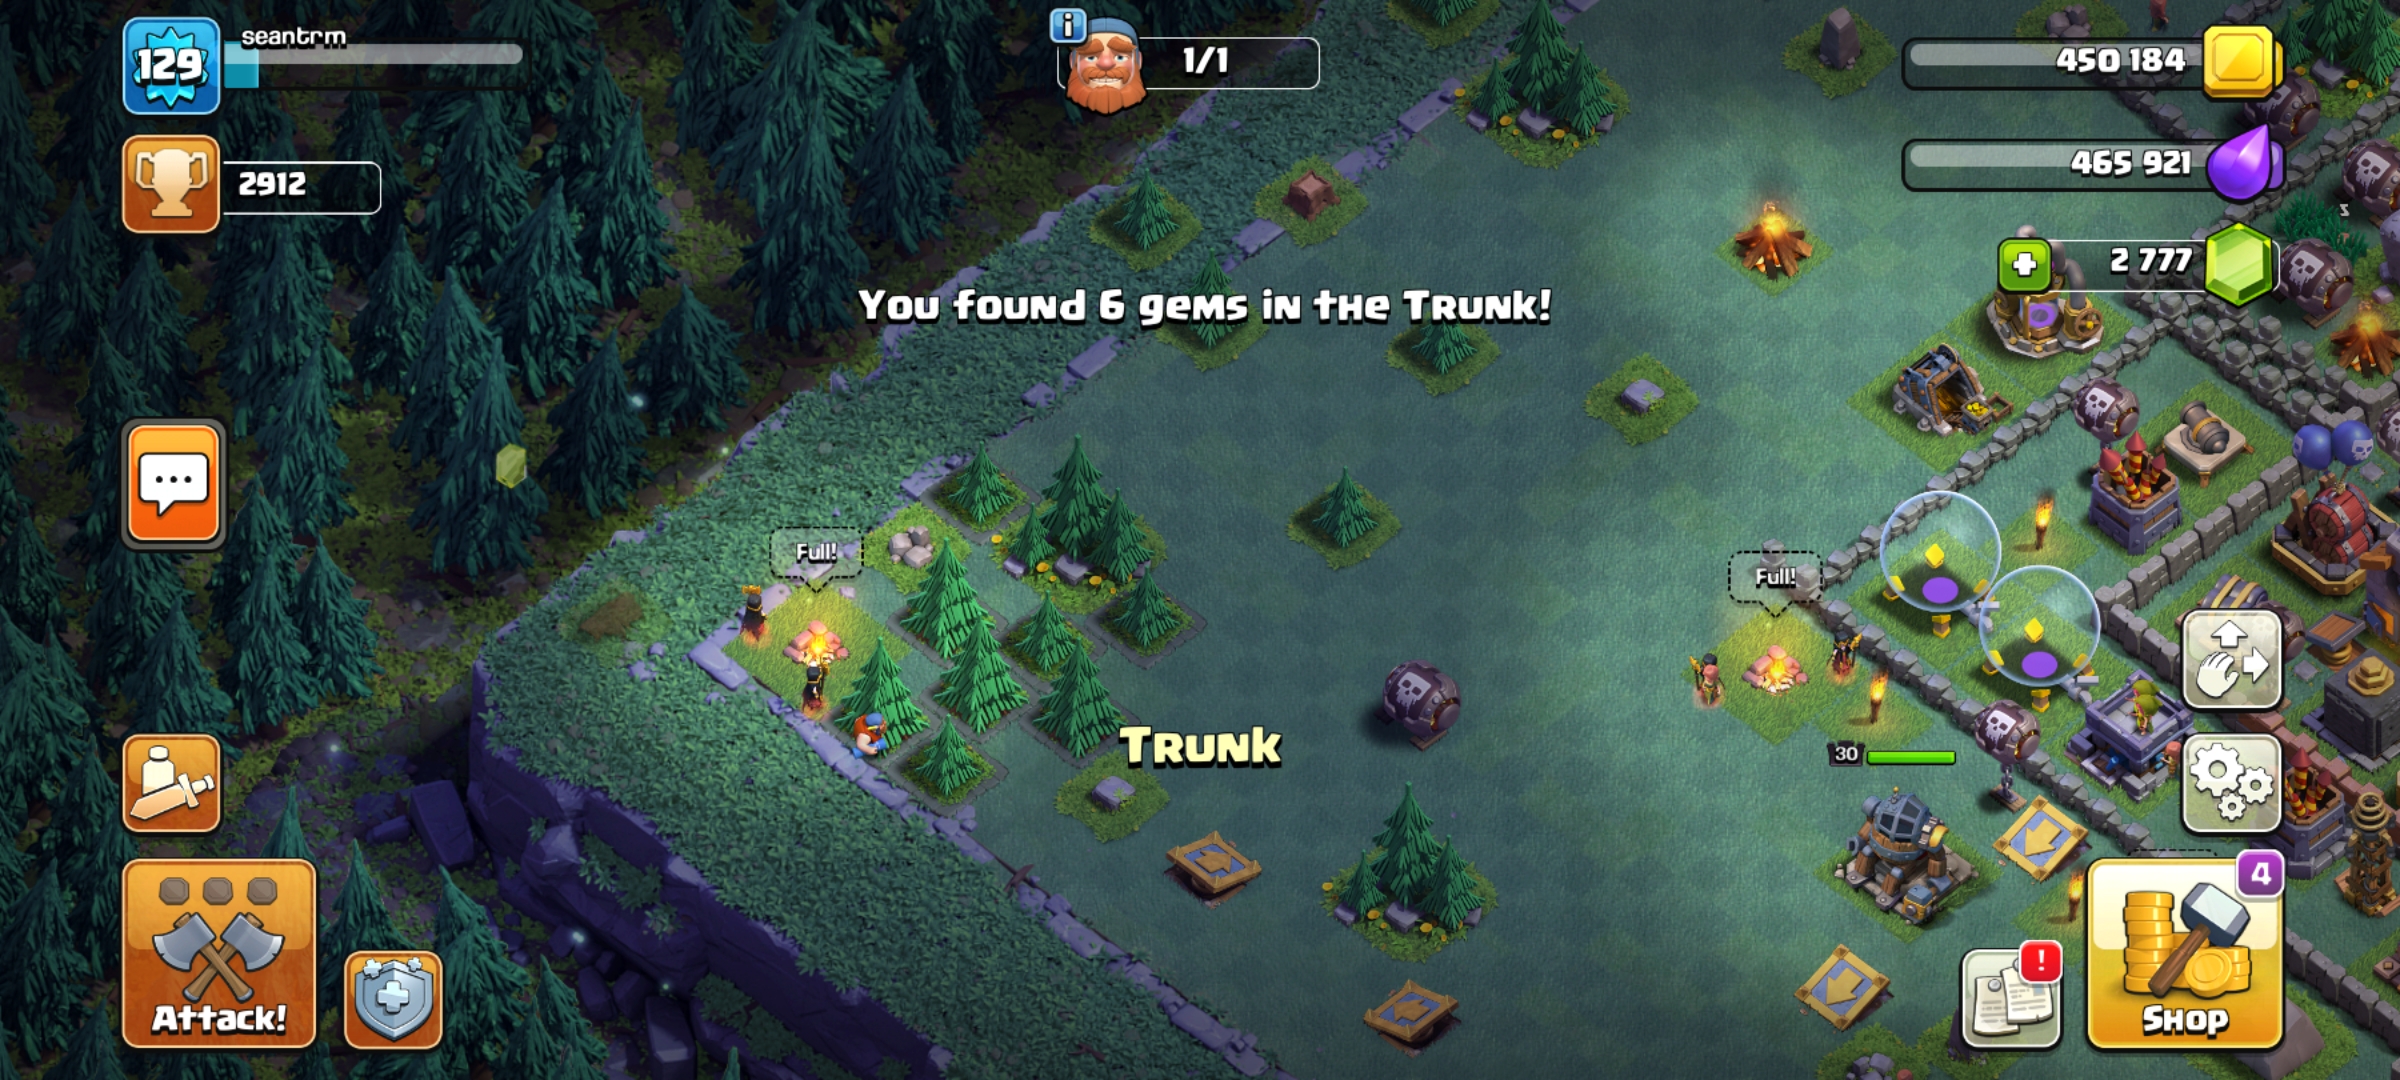 129
seantrm
1/1
450 184
2912
465 921
2 777
You found 6 gems in the Trunk!
Full!
Full!
Trunk
30
4
Attack!
Shop